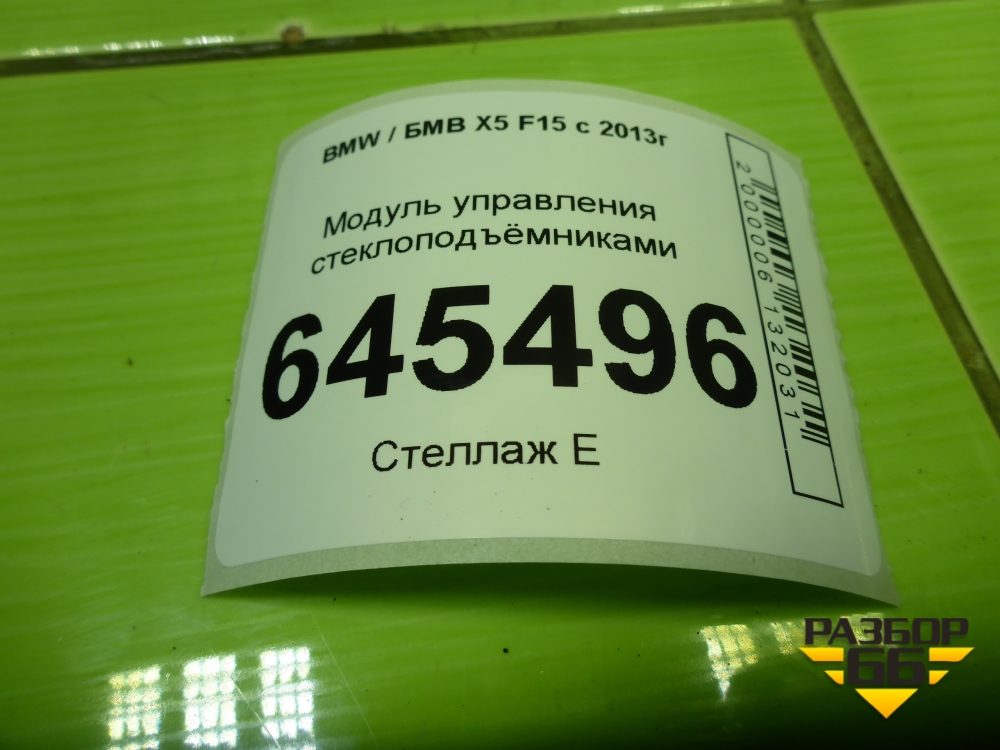 BMW / БМВ X5 F15 с 2013г
Модуль управления
стеклоподъёмниками
645496
Стеллаж Е
2000006132031
РАЗБОР
66